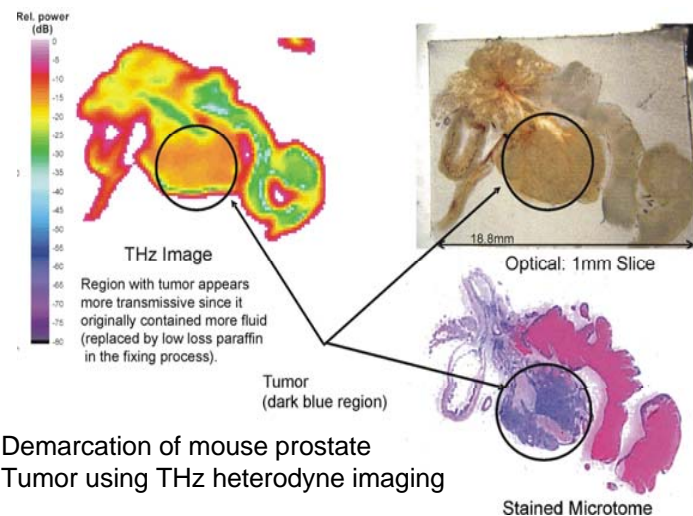 Rel. power
(dB)
0
-5
-10
-15
-20
-25
-30
-35
-40
-45
-50
-55
-60
-65
-70
-75
-80
THz Image
Region with tumor appears
more transmissive since it
originally contained more fluid
(replaced by low loss paraffin
in the fixing process).
18.8mm
Optical: 1mm Slice
Tumor
(dark blue region)
Demarcation of mouse prostate
Tumor using THz heterodyne imaging
Stained Microtome